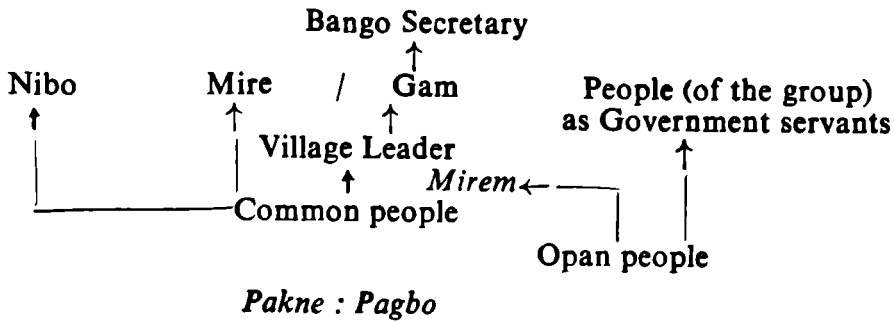 Bango Secretary
Nibo Mire / Gam People (of the group)
as Government servants
Village Leader
Mirem
Common people
Opan people
Pakne : Pagbo